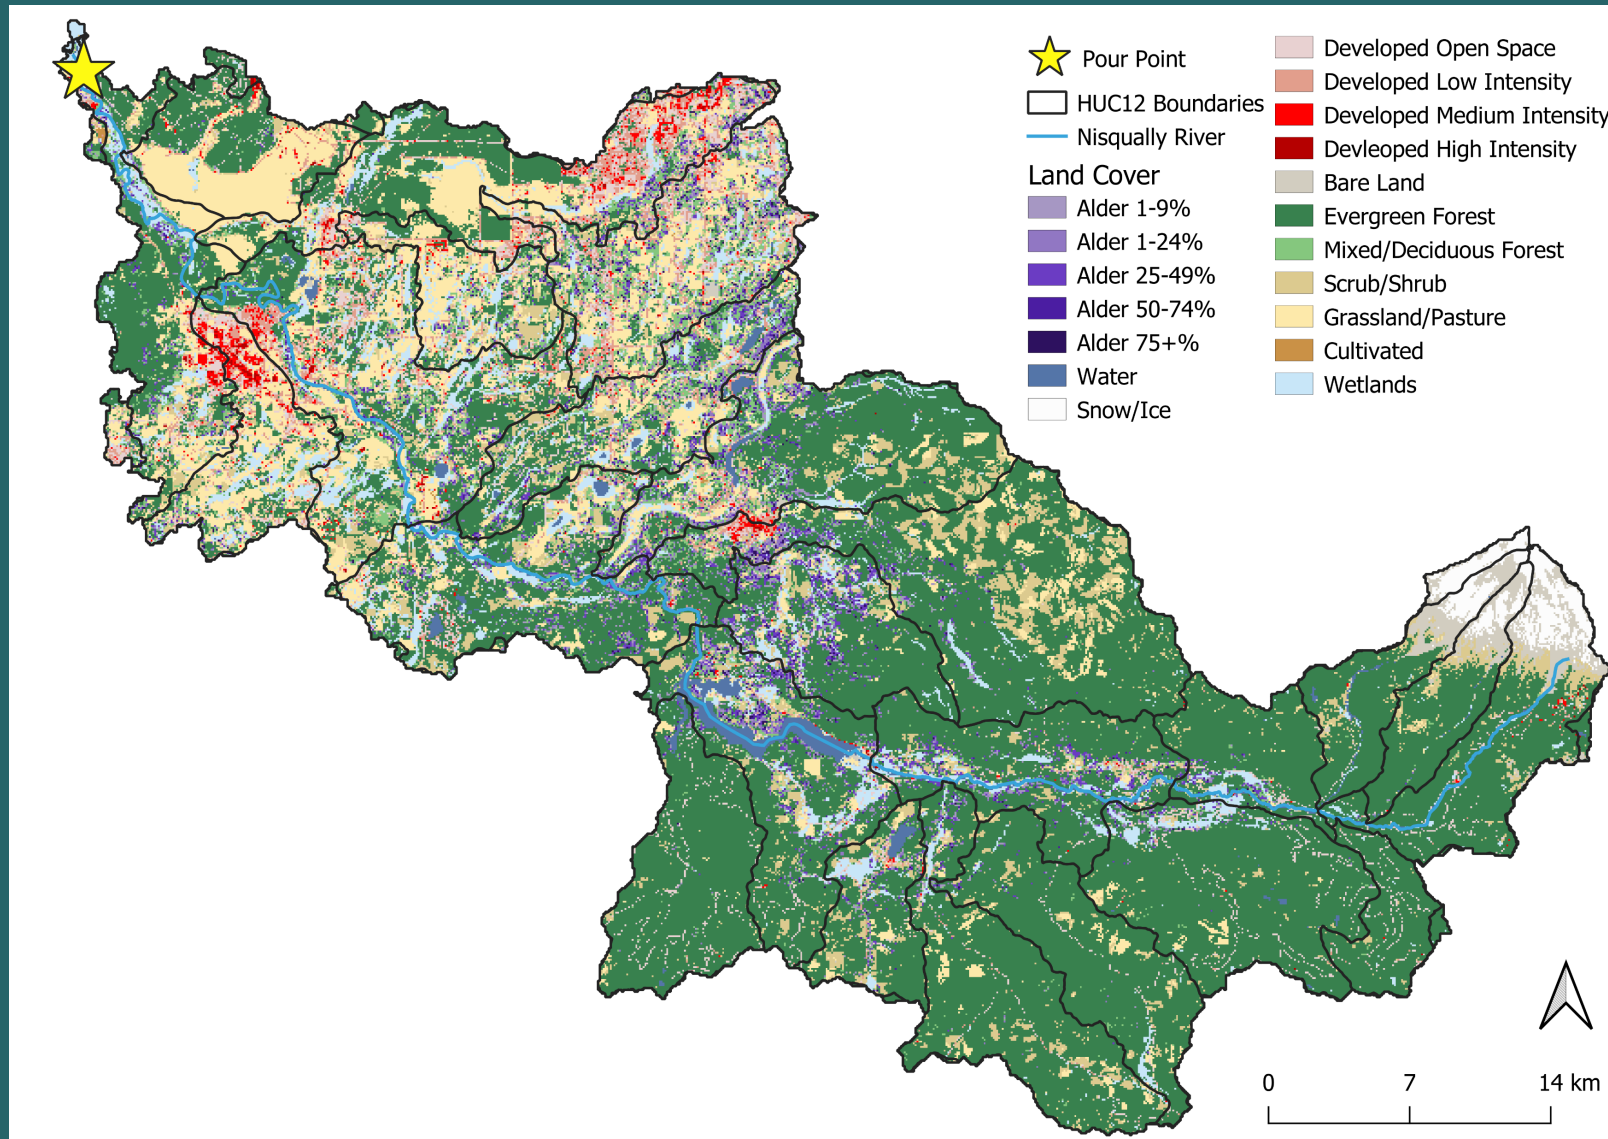 Pour Point
HUC12 Boundaries
Nisqually River
Land Cover
Alder 1-9%
Alder 1-24%
Alder 25-49%
Alder 50-74%
Alder 75+%
Water
Snow/Ice
Developed Open Space
Developed Low Intensity
Developed Medium Intensity
Devleoped High Intensity
Bare Land
Evergreen Forest
Mixed/Deciduous Forest
Scrub/Shrub
Grassland/Pasture
Cultivated
Wetlands
0 7 14 km